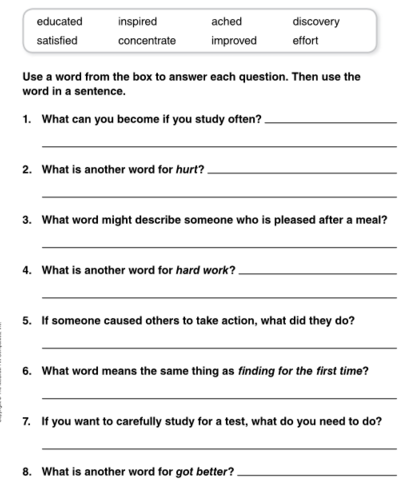 educated inspired ached discovery
satisfied concentrate improved effort
Use a word from the box to answer each question. Then use the
word in a sentence.
1. What can you become if you study often?
2. What is another word for hurt?
3. What word might describe someone who is pleased after a meal?
4. What is another word for hard work?
5. If someone caused others to take action, what did they do?
6. What word means the same thing as finding for the first time?
7. If you want to carefully study for a test, what do you need to do?
8. What is another word for got better?